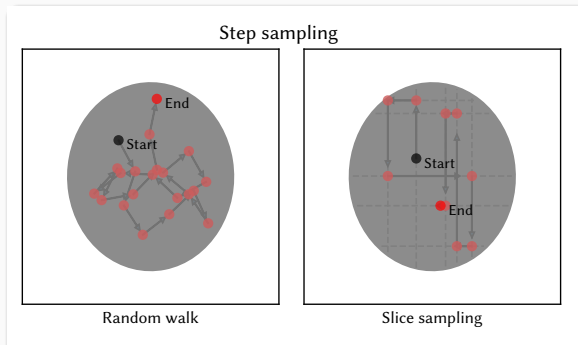 Step sampling
End
Start
Random walk
Start
End
Slice sampling